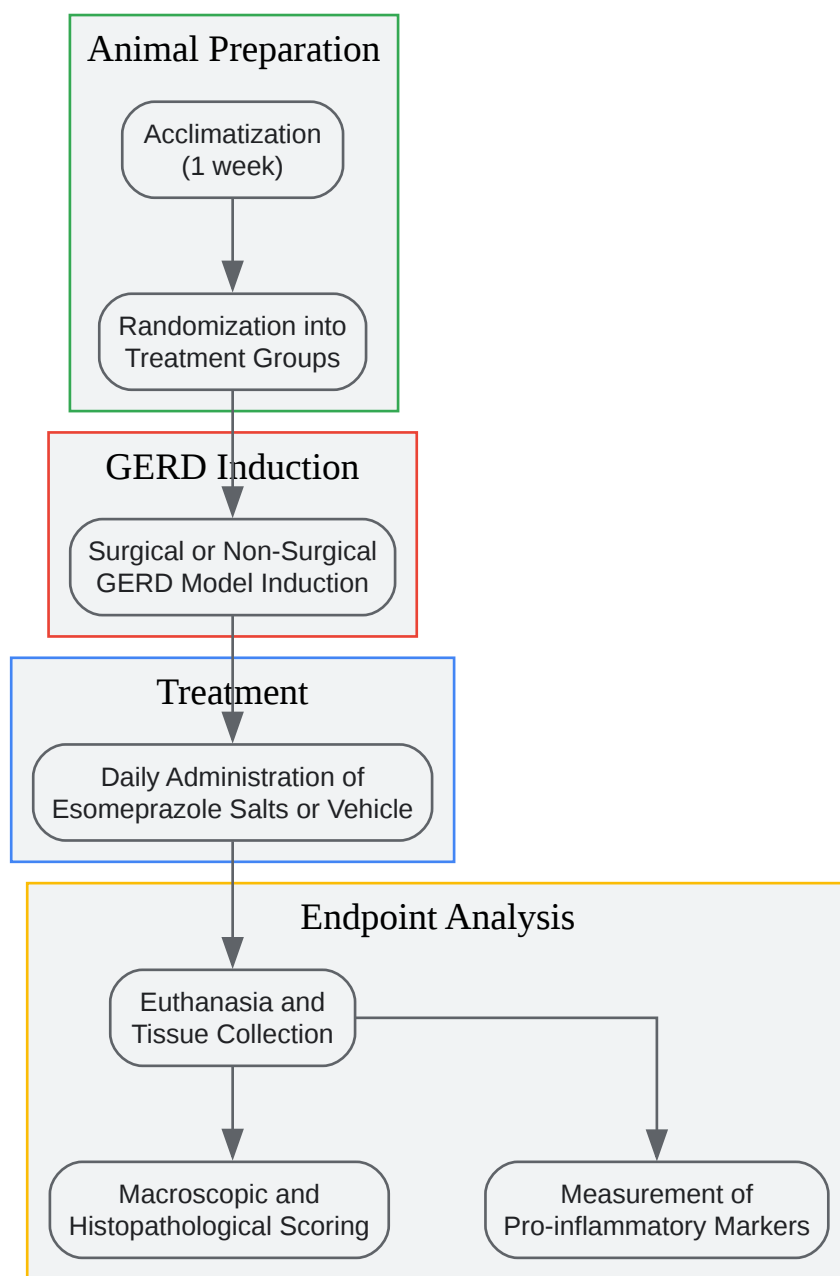 Animal Preparation
Acclimatization
(1 week)
Randomization into
Treatment Groups
GERD Induction
Surgical or Non-Surgical
GERD Model Induction
Treatment
Daily Administration of
Esomeprazole Salts or Vehicle
Endpoint Analysis
Euthanasia and
Tissue Collection
Macroscopic and
Histopathological Scoring
Measurement of
Pro-inflammatory Markers